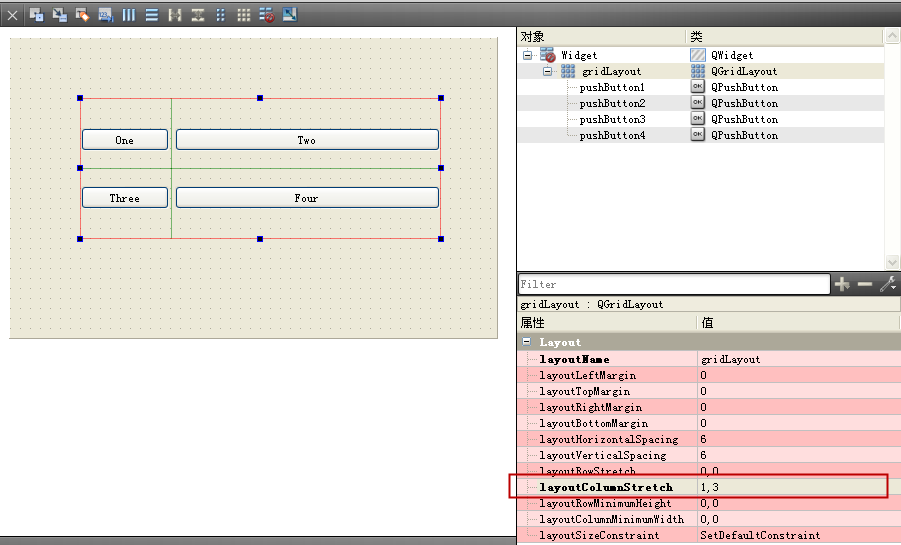 One Two
Three Four
对象 类
Widget QWidget
gridLayout QGridLayout
pushButton1 QPushButton
pushButton2 QPushButton
pushButton3 QPushButton
pushButton4 QPushButton
Filter
gridLayout : QGridLayout
属性 值
Layout
layoutName gridLayout
layoutLeftMargin 0
layoutTopMargin 0
layoutRightMargin 0
layoutBottomMargin 0
layoutHorizontalSpacing 6
layoutVerticalSpacing 6
layoutRowStretch 0,0
layoutColumnStretch 1,3
layoutRowMinimumHeight 0,0
layoutColumnMinimumWidth 0,0
layoutSizeConstraint SetDefaultConstraint